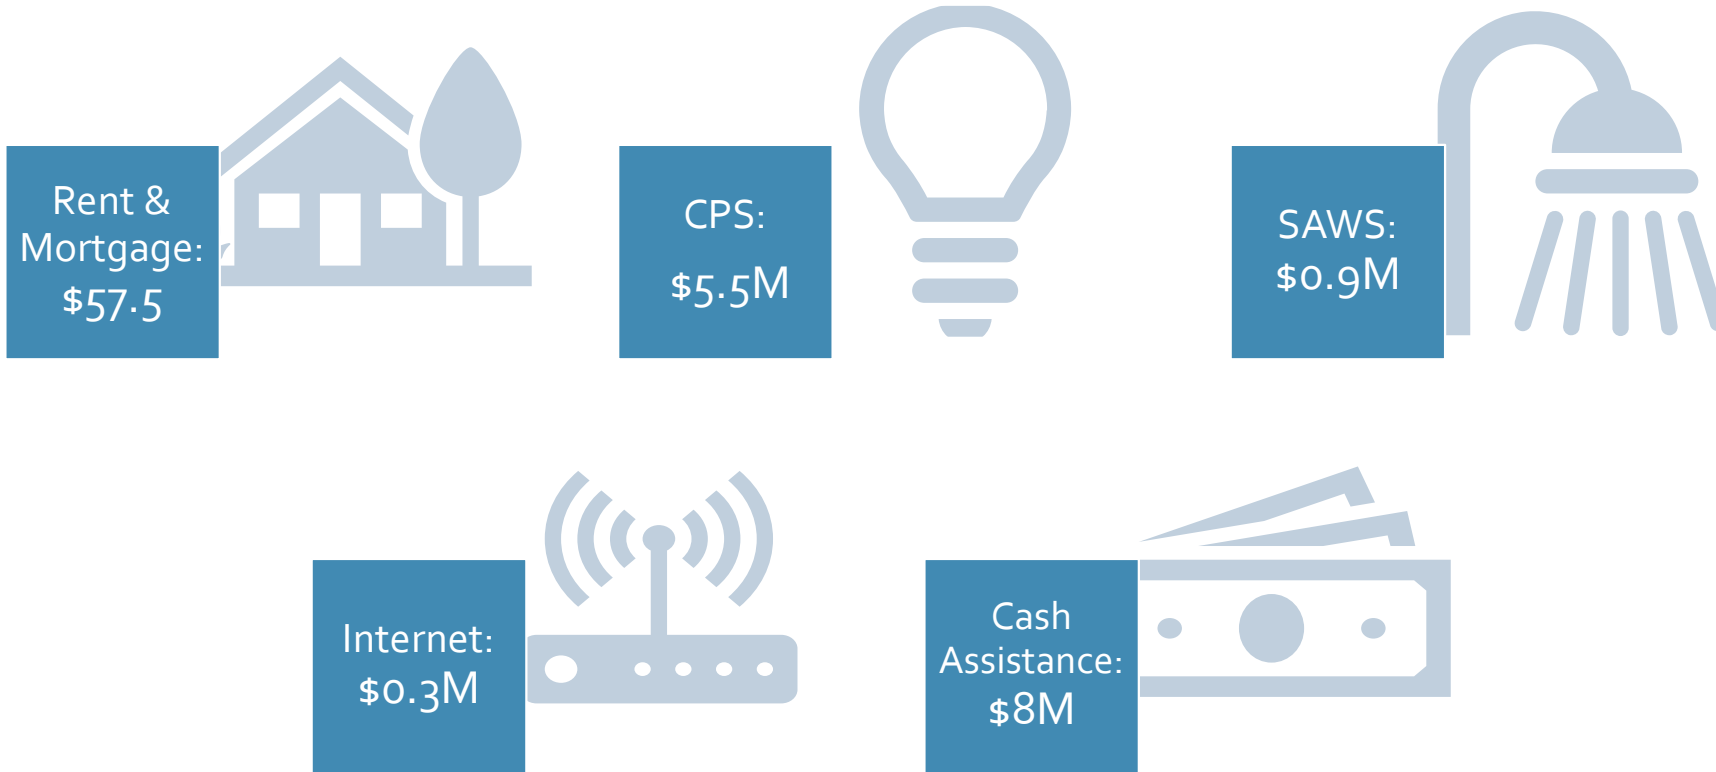 Rent &
Mortgage:
$57.5
CPS:
$5.5M
SAWS:
$0.9M
Internet:
$0.3M
Cash
Assistance:
$8M